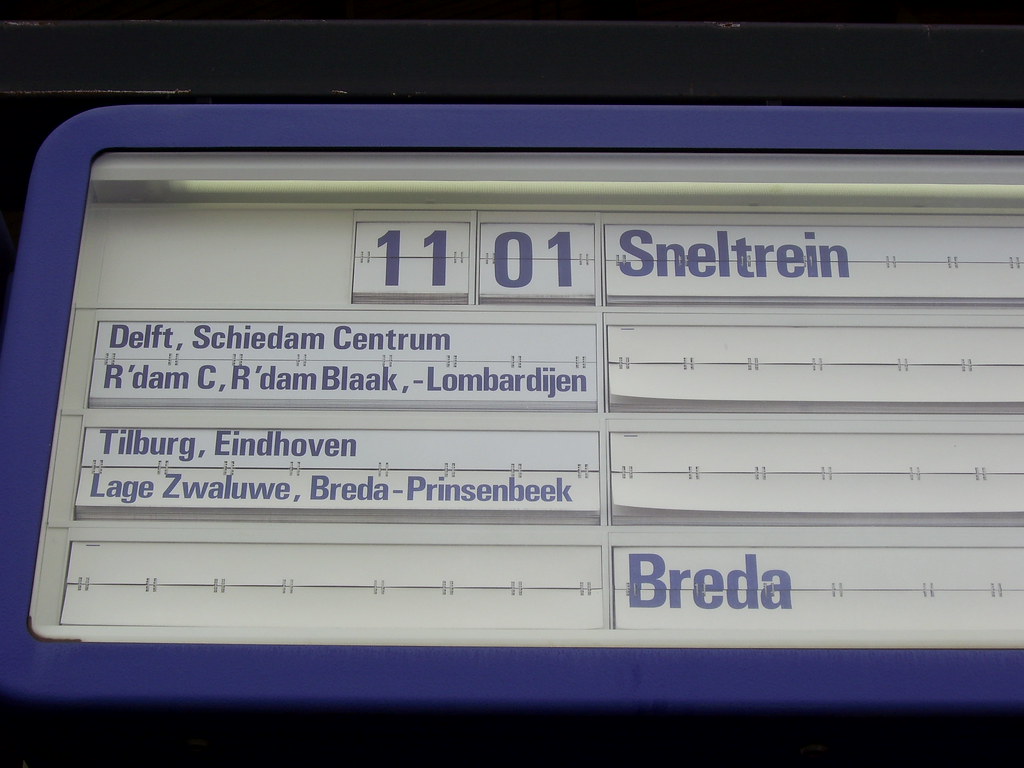 11 01 Sneltrein
Delft, Schiedam Centrum
R'dam C, R'dam Blaak, -Lombardijen
Tilburg, Eindhoven
Lage Zwaluwe, Breda-Prinsenbeek
Breda